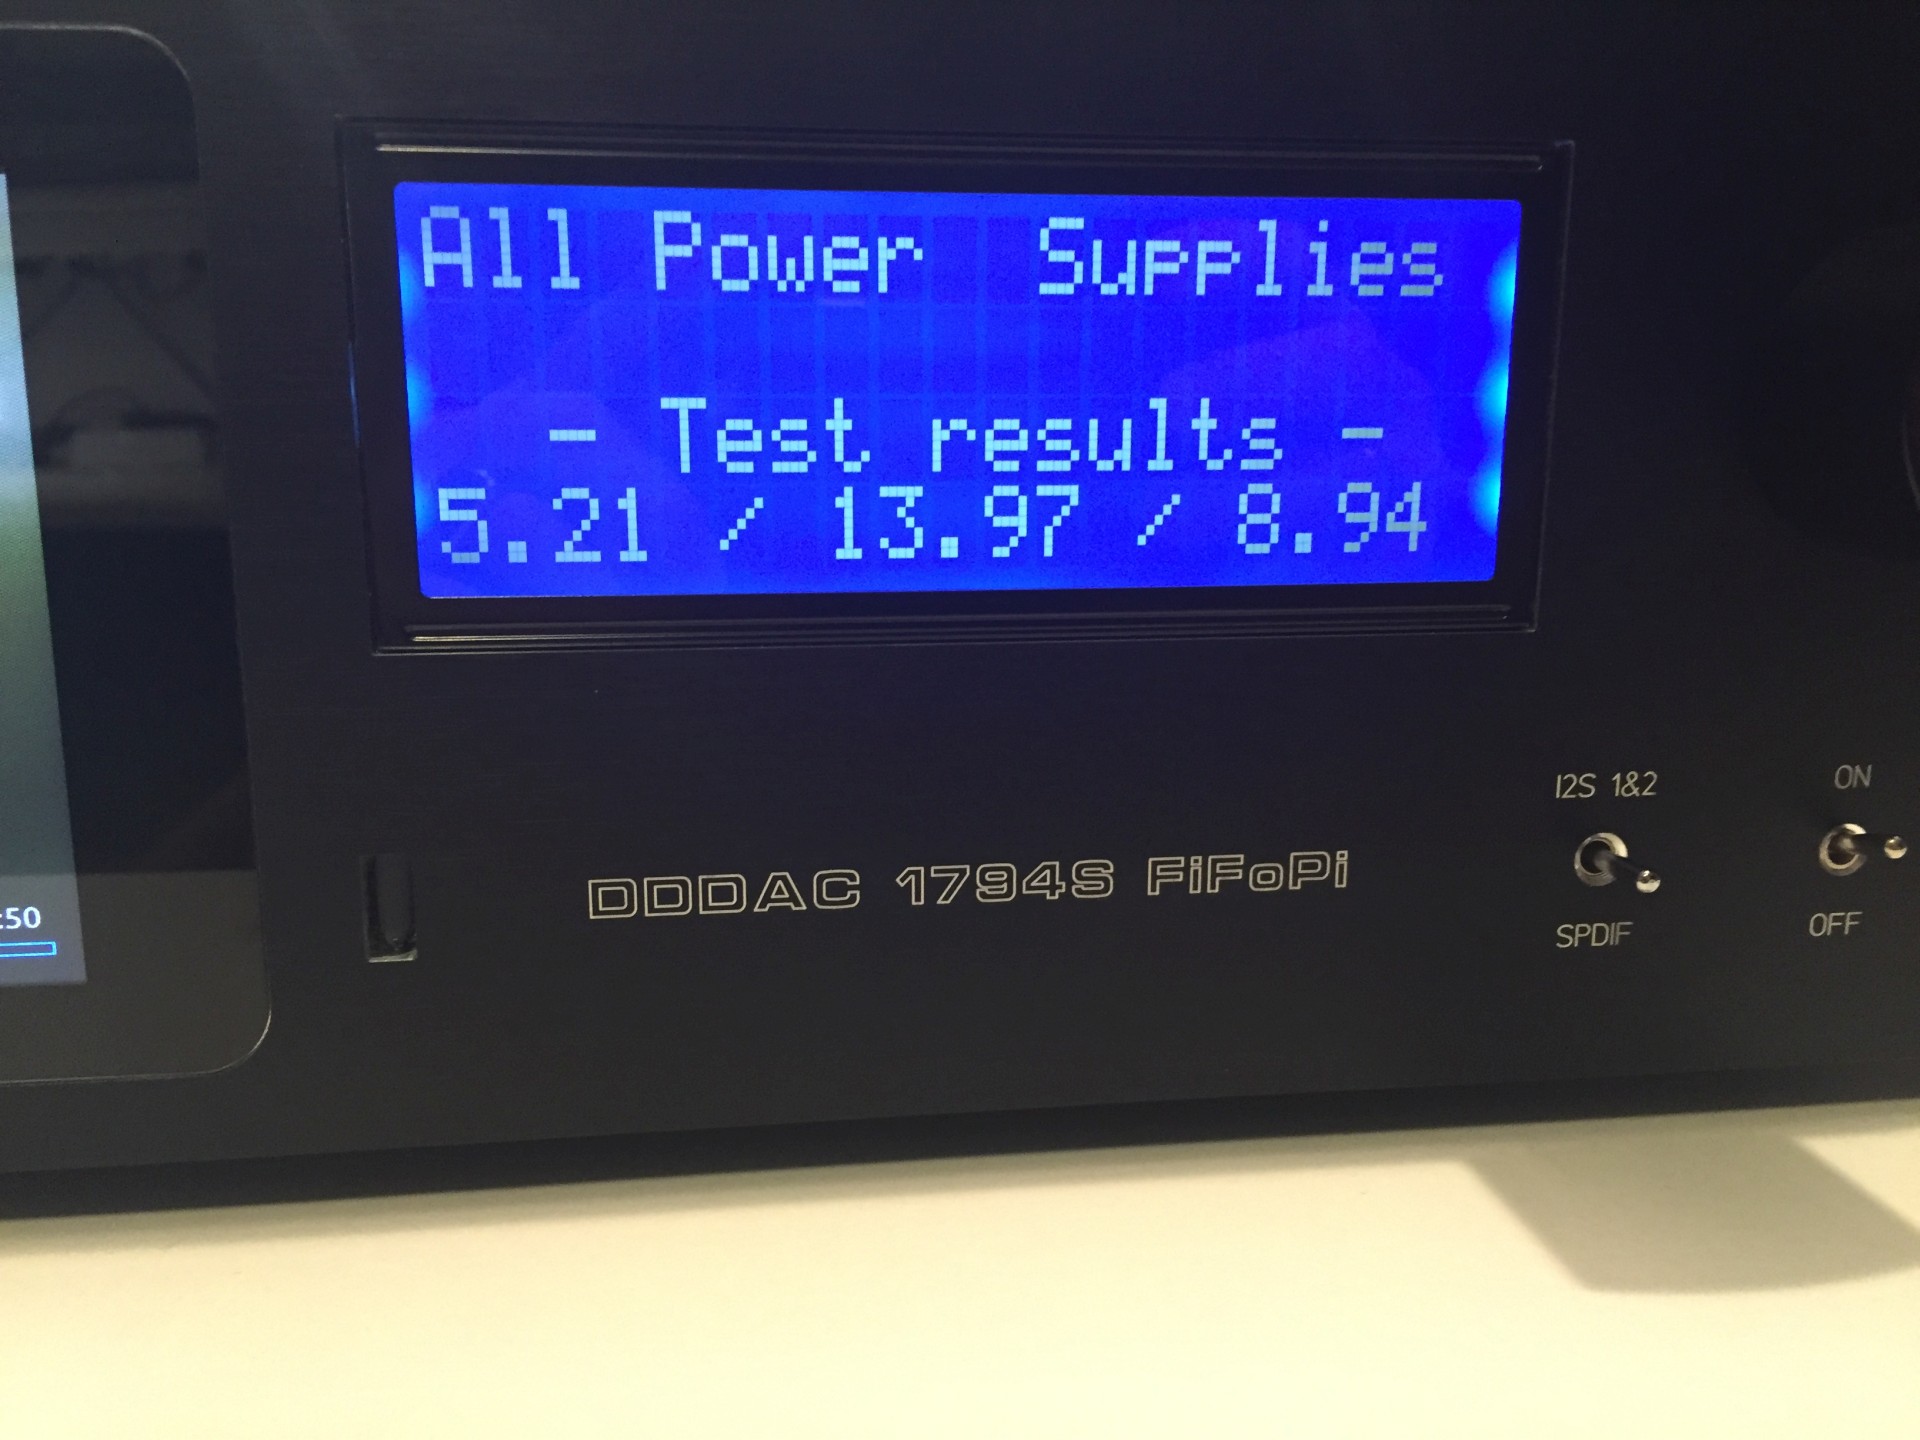 All Power  Supplies
- Test results -
5.21 / 13.97 / 8.94
I2S 1&2
ON
DDDAC 1794S FiFoPi
:50
SPDIF
OFF